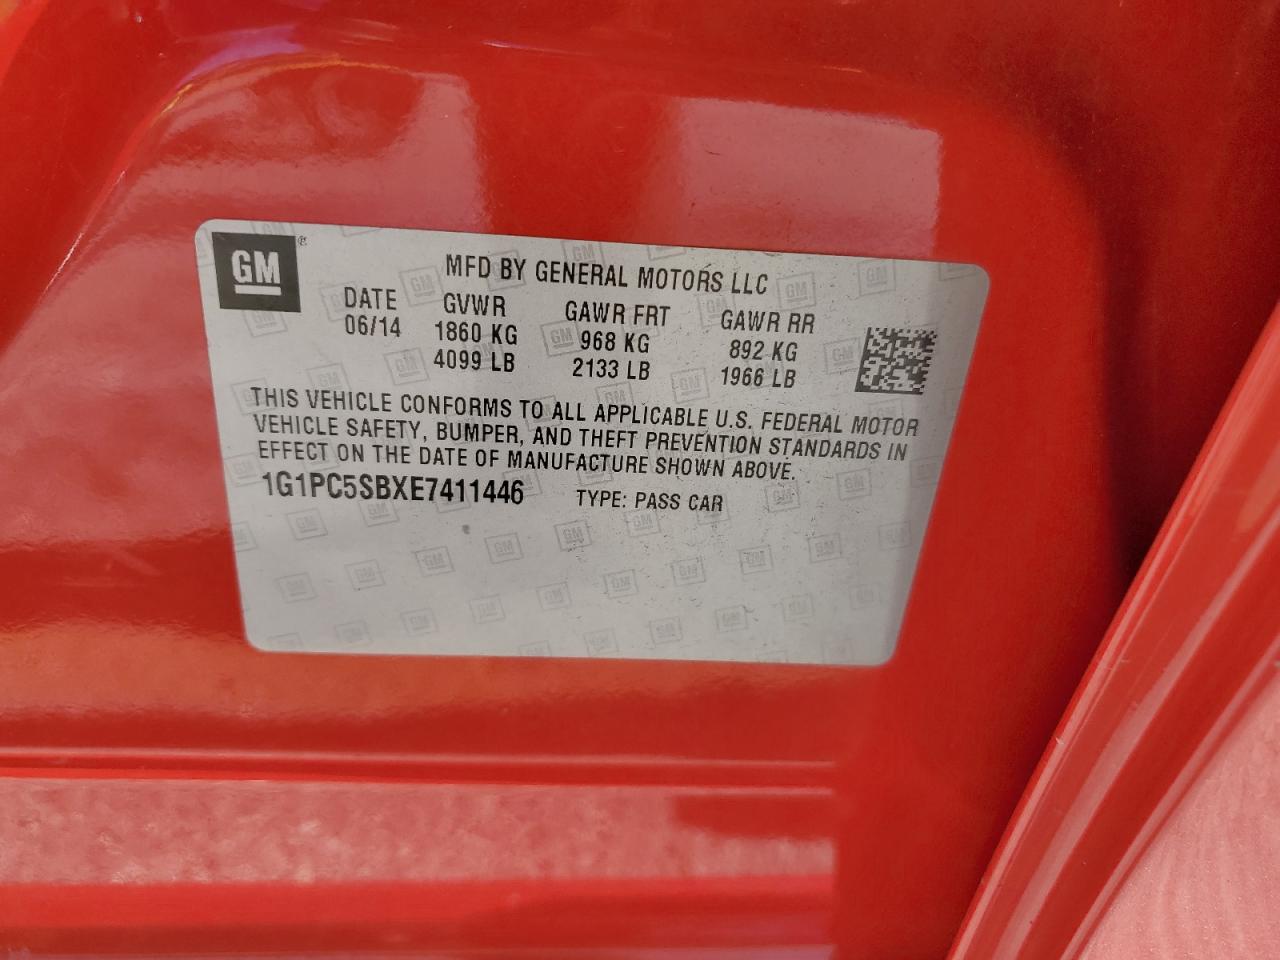 GM ®
MFD BY GENERAL MOTORS LLC
DATE GVWR GAWR FRT GAWR RR
06/14 1860 KG 968 KG 892 KG
4099 LB 2133 LB 1966 LB
THIS VEHICLE CONFORMS TO ALL APPLICABLE U.S. FEDERAL MOTOR
VEHICLE SAFETY, BUMPER, AND THEFT PREVENTION STANDARDS IN
EFFECT ON THE DATE OF MANUFACTURE SHOWN ABOVE.
1G1PC5SBXE7411446 TYPE: PASS CAR